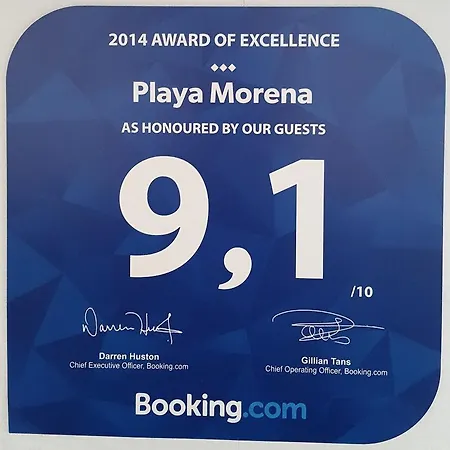 2014 AWARD OF EXCELLENCE
Playa Morena
AS HONOURED BY OUR GUESTS
9,1
/10
Darren Huston
Chief Executive Officer, Booking.com
Gillian Tans
Chief Operating Officer, Booking.com
Booking.com